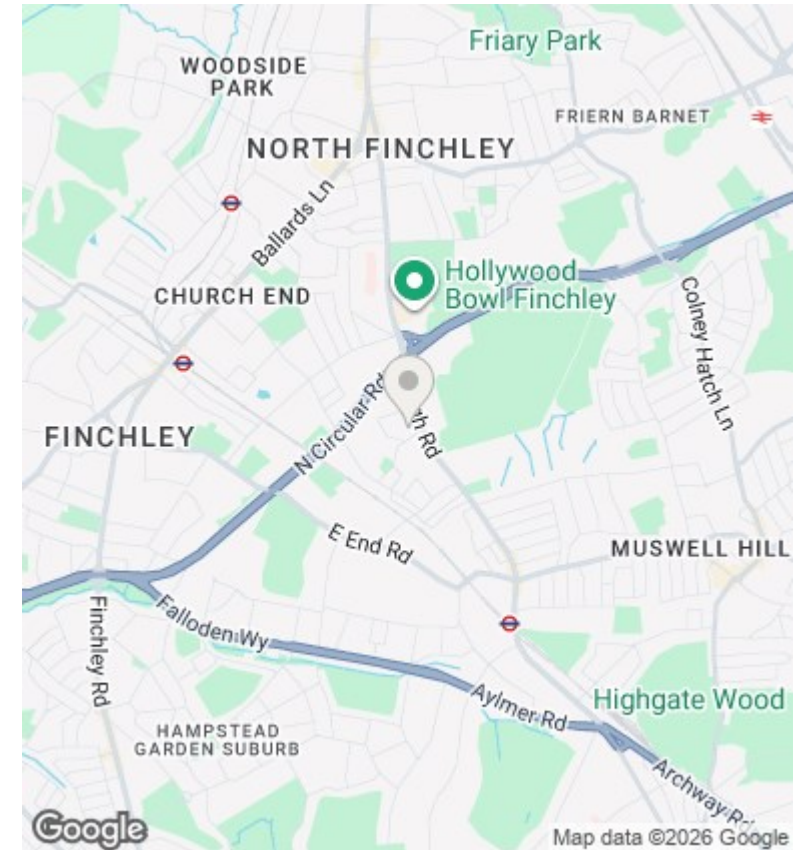 Friary Park
WOODSIDE
PARK
FRIERN BARNET
NORTH FINCHLEY
Ballards Ln
Hollywood
Bowl Finchley
CHURCH END
Colney Hatch Ln
N Circular Rd
gh Rd
FINCHLEY
E End Rd
MUSWELL HILL
Finchley Rd
Falloden Wy
Aylmer Rd
Highgate Wood
HAMPSTEAD
GARDEN SUBURB
Archway Rd
Google
Map data ©2026 Google